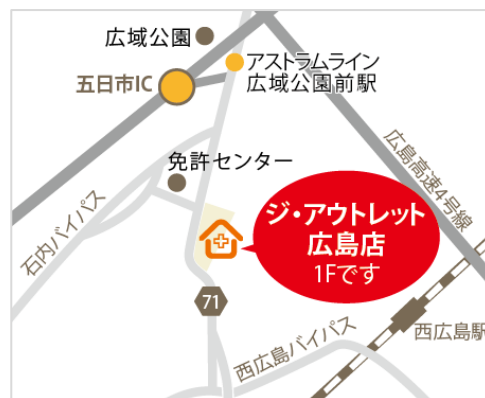 広域公園
アストラムライン
広域公園前駅
五日市IC
免許センター
広島高速4号線
石内バイパス
ジ・アウトレット
広島店
1Fです
71
西広島バイパス
西広島駅